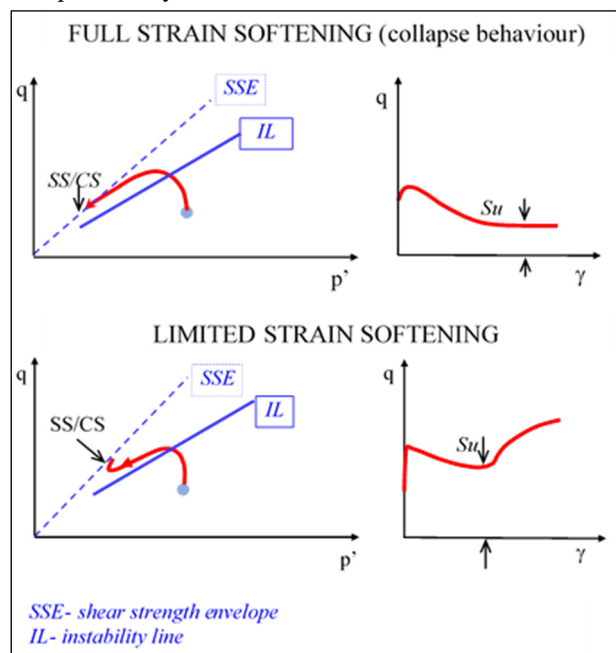 FULL STRAIN SOFTENING (collapse behaviour)
q
SSE
IL
SS/CS
p'
q
Su
γ
LIMITED STRAIN SOFTENING
q
SSE
IL
SS/CS
p'
q
Su
γ
SSE- shear strength envelope
IL- instability line